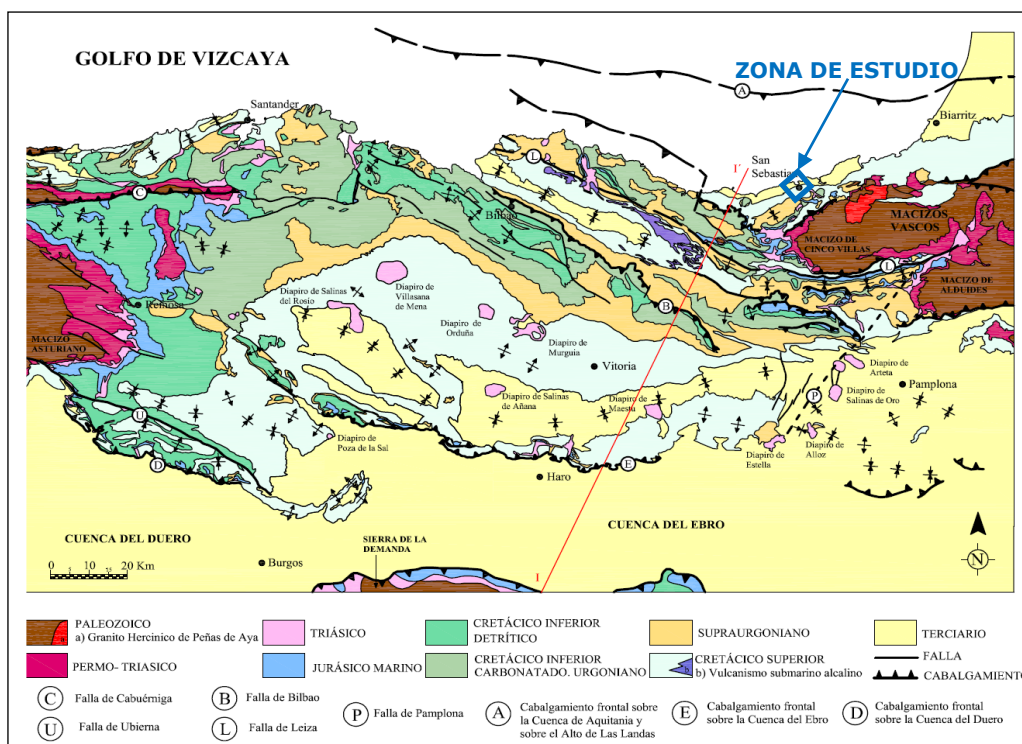 GOLFO DE VIZCAYA
ZONA DE ESTUDIO
Santander
A
Biarritz
San
Sebastián
I'
L
C
Bilbao
MACIZOS
VASCOS
MACIZO DE
CINCO VILLAS
L
MACIZO DE
ALDUIDES
Diapiro de Salinas
del Rosio
Diapiro de
Villasana
de Mena
Reinosa
Diapiro de
Orduña
Diapiro de
Murguia
B
MACIZO
ASTURIANO
Vitoria
Diapiro de
Arteta
Pamplona
Diapiro de Salinas
de Añana
Diapiro de
Maestu
P
Diapiro de
Salinas de Oro
U
Diapiro de
Poza de la Sal
Diapiro de
Estella
Diapiro de
Alloz
D
E
Haro
CUENCA DEL DUERO
SIERRA DE LA
DEMANDA
CUENCA DEL EBRO
Burgos
0 10 20 Km
I
N
PALEOZOICO
a) Granito Hercinico de Peñas de Aya
TRIÁSICO
CRETÁCICO INFERIOR
DETRÍTICO
SUPRAURGONIANO
TERCIARIO
PERMO- TRIASICO
JURÁSICO MARINO
CRETÁCICO INFERIOR
CARBONATADO. URGONIANO
b
CRETÁCICO SUPERIOR
b) Vulcanismo submarino alcalino
FALLA
CABALGAMIENTO
C Falla de Cabuérniga
B Falla de Bilbao
P Falla de Pamplona
A Cabalgamiento frontal sobre
la Cuenca de Aquitania y
sobre el Alto de Las Landas
E Cabalgamiento frontal
sobre la Cuenca del Ebro
D Cabalgamiento frontal
sobre la Cuenca del Duero
U Falla de Ubierna
L Falla de Leiza